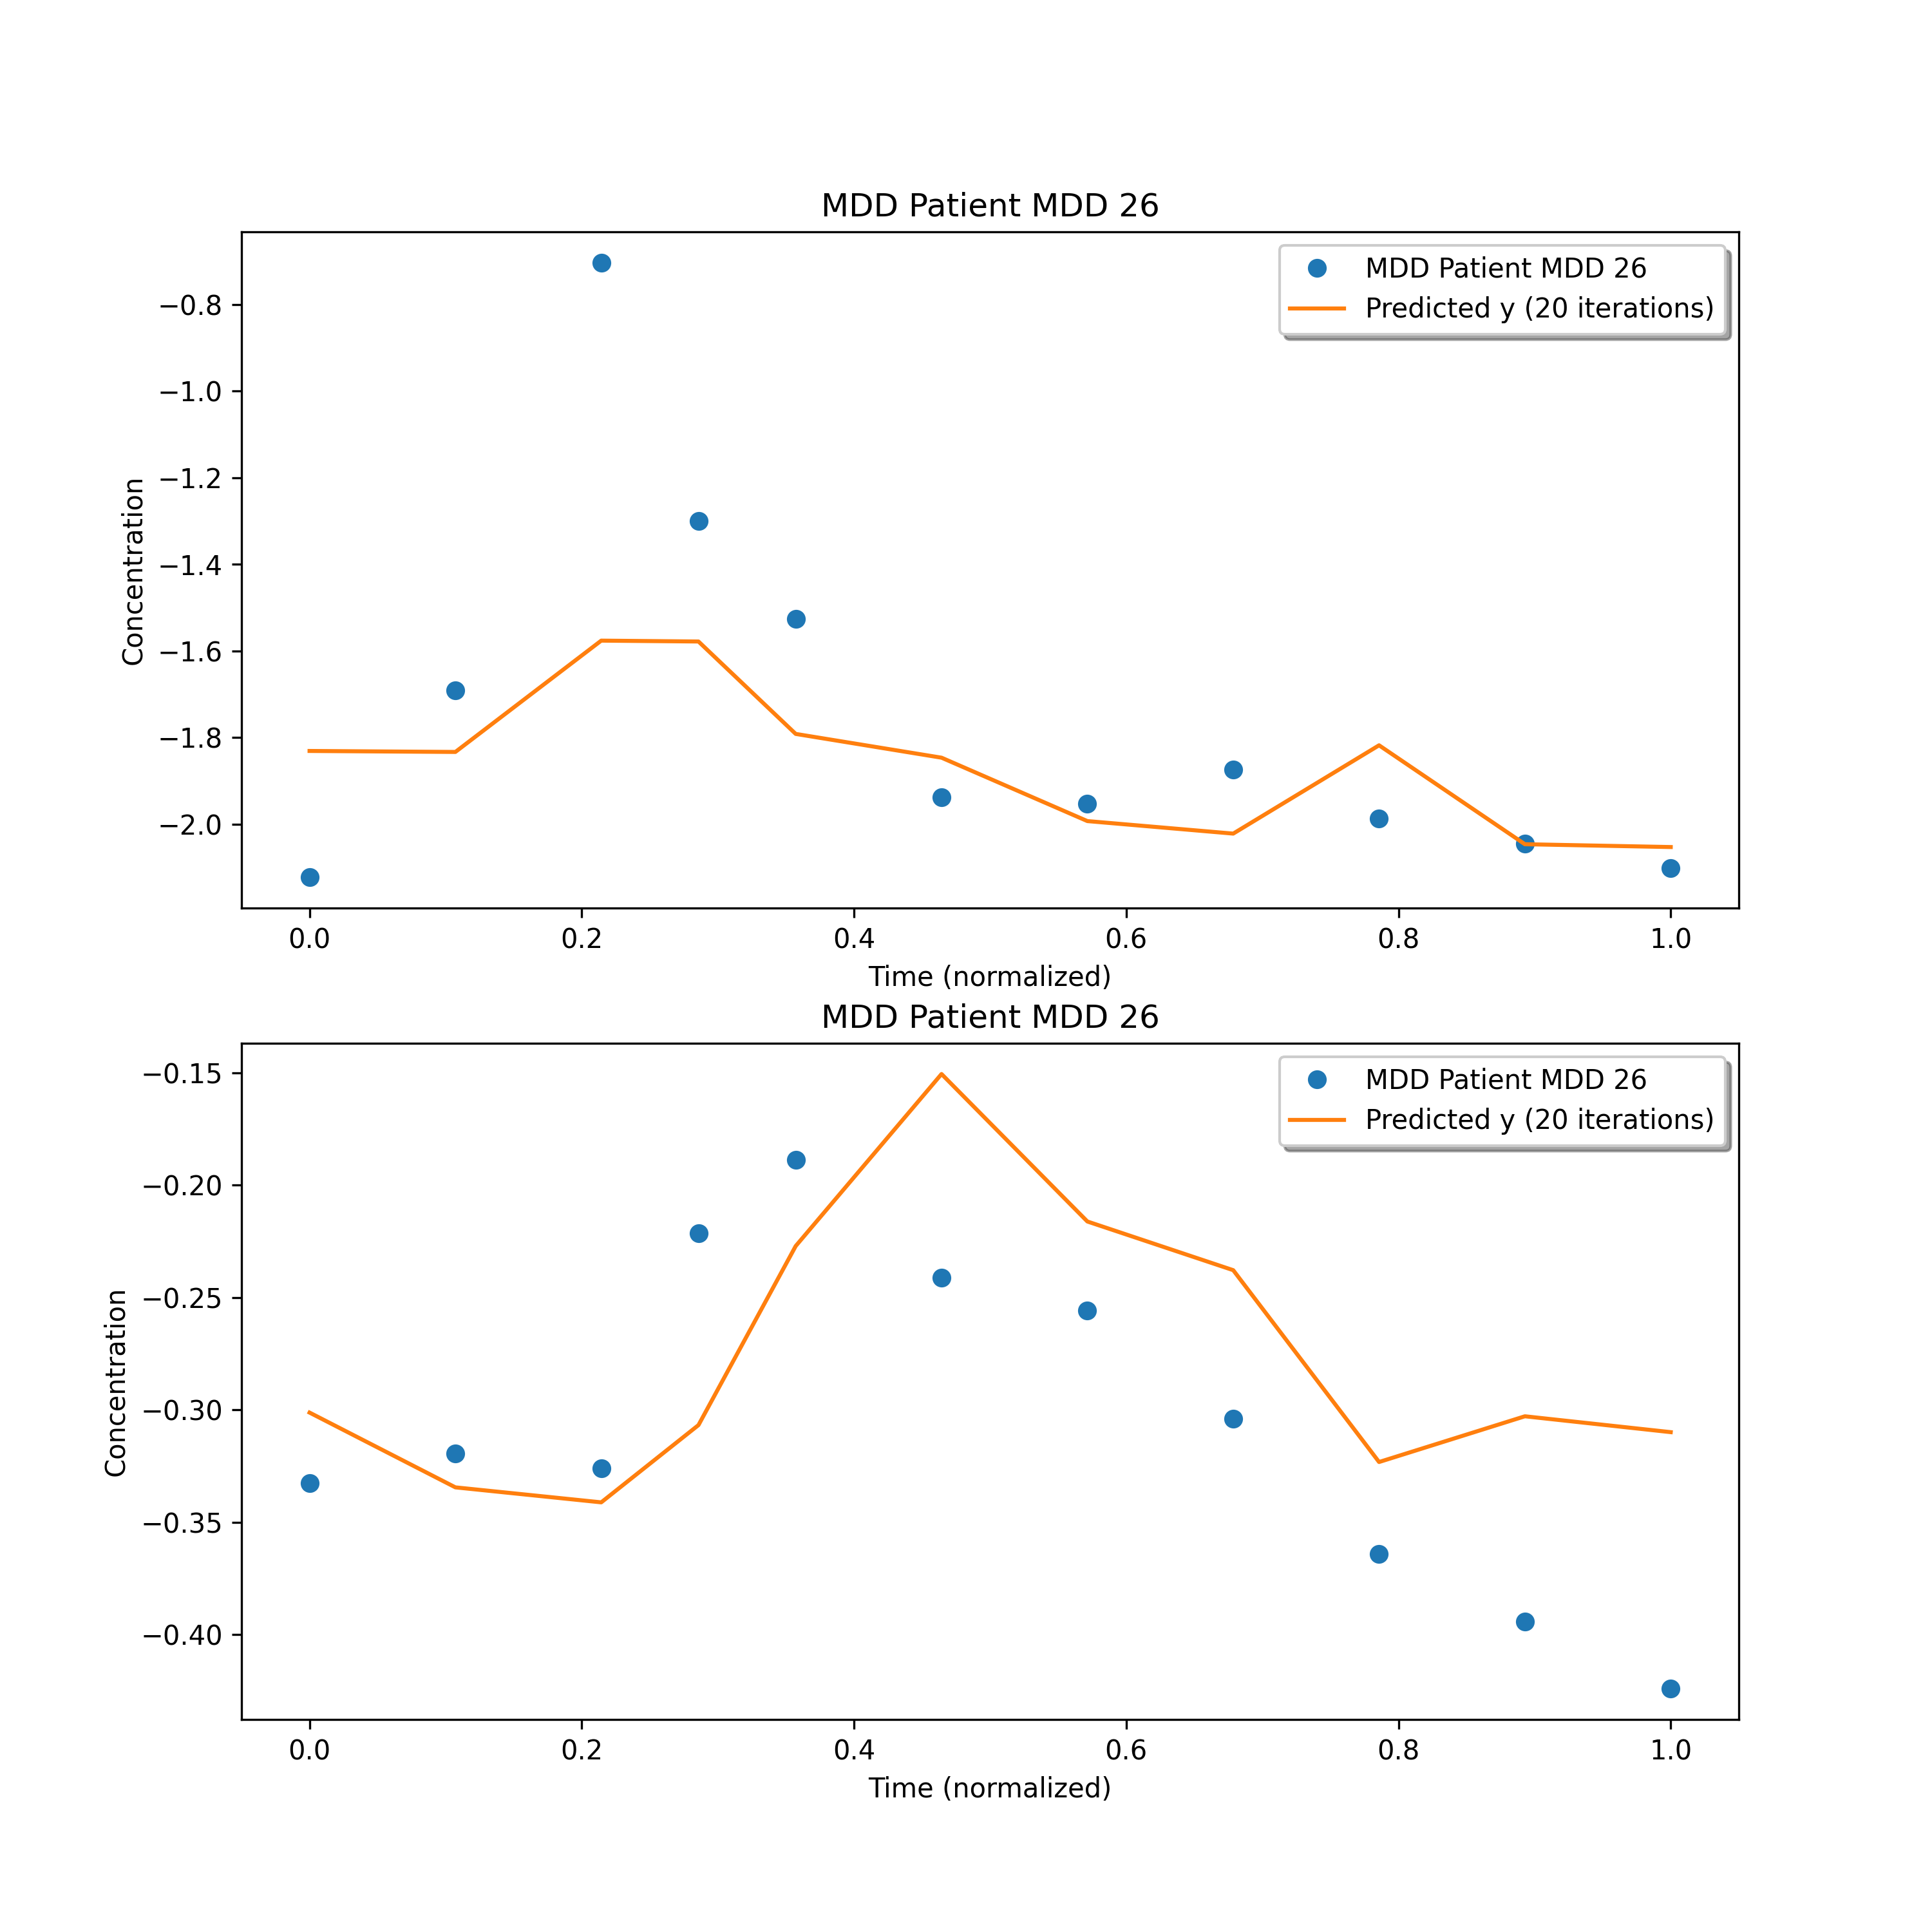 MDD Patient MDD 26
MDD Patient MDD 26
Predicted y (20 iterations)
Concentration
−0.8
−1.0
−1.2
−1.4
−1.6
−1.8
−2.0
0.0 0.2 0.4 0.6 0.8 1.0
Time (normalized)
MDD Patient MDD 26
MDD Patient MDD 26
Predicted y (20 iterations)
Concentration
−0.15
−0.20
−0.25
−0.30
−0.35
−0.40
0.0 0.2 0.4 0.6 0.8 1.0
Time (normalized)